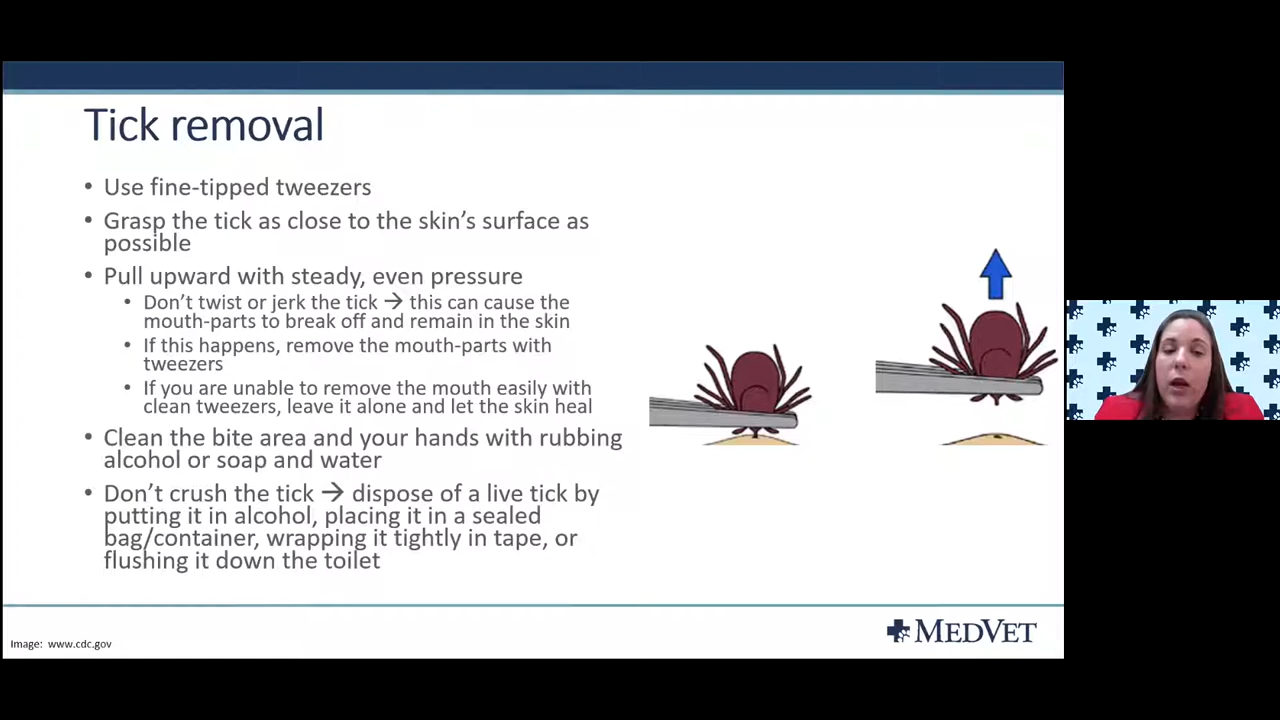 Tick removal
• Use fine-tipped tweezers
• Grasp the tick as close to the skin’s surface as
possible
• Pull upward with steady, even pressure
• Don’t twist or jerk the tick → this can cause the
mouth-parts to break off and remain in the skin
• If this happens, remove the mouth-parts with
tweezers
• If you are unable to remove the mouth easily with
clean tweezers, leave it alone and let the skin heal
• Clean the bite area and your hands with rubbing
alcohol or soap and water
• Don’t crush the tick → dispose of a live tick by
putting it in alcohol, placing it in a sealed
bag/container, wrapping it tightly in tape, or
flushing it down the toilet
Image: www.cdc.gov
MEDVET